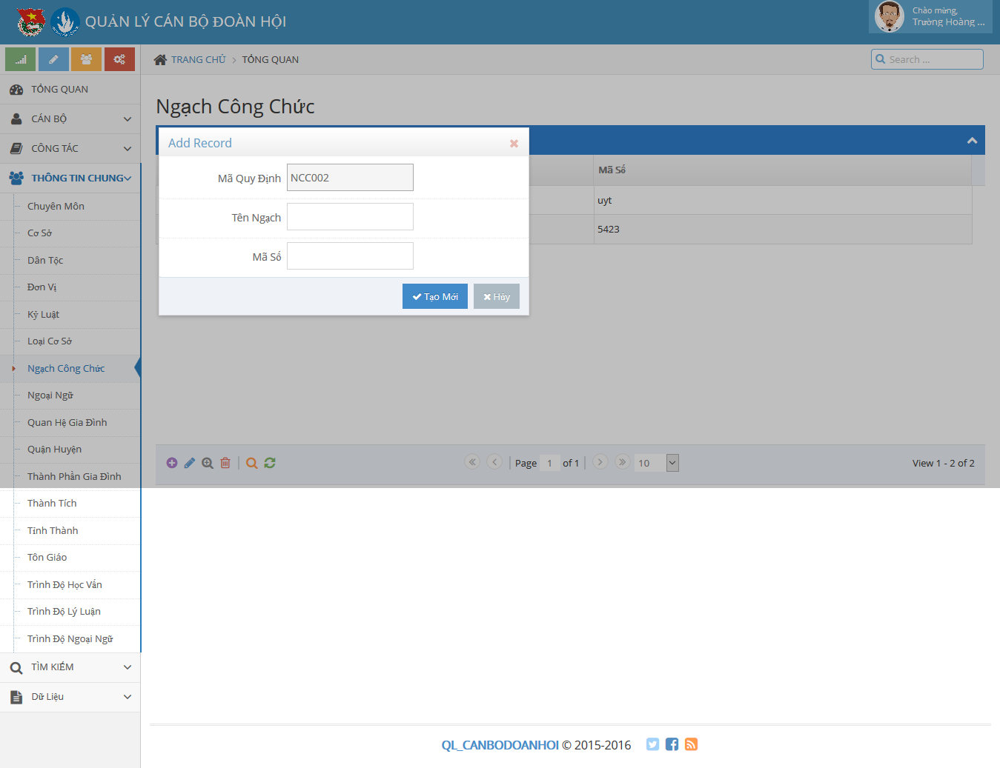 QUẢN LÝ CÁN BỘ ĐOÀN HỘI
Chào mừng,
Trường Hoàng ...
TRANG CHỦ > TỔNG QUAN
Search ...
TỔNG QUAN
CÁN BỘ
CÔNG TÁC
THÔNG TIN CHUNG
Chuyên Môn
Cơ Sở
Dân Tộc
Đơn Vị
Kỷ Luật
Loại Cơ Sở
Ngạch Công Chức
Ngoại Ngữ
Quan Hệ Gia Đình
Quận Huyện
Thành Phần Gia Đình
Thành Tích
Tỉnh Thành
Tôn Giáo
Trình Độ Học Vấn
Trình Độ Lý Luận
Trình Độ Ngoại Ngữ
TÌM KIẾM
Dữ Liệu
Ngạch Công Chức
Add Record
Mã Quy Định NCC002
Tên Ngạch
Mã Số
Tạo Mới Hủy
Mã Số
uyt
5423
Page 1 of 1 10
View 1 - 2 of 2
QL_CANBODOANHOI © 2015-2016